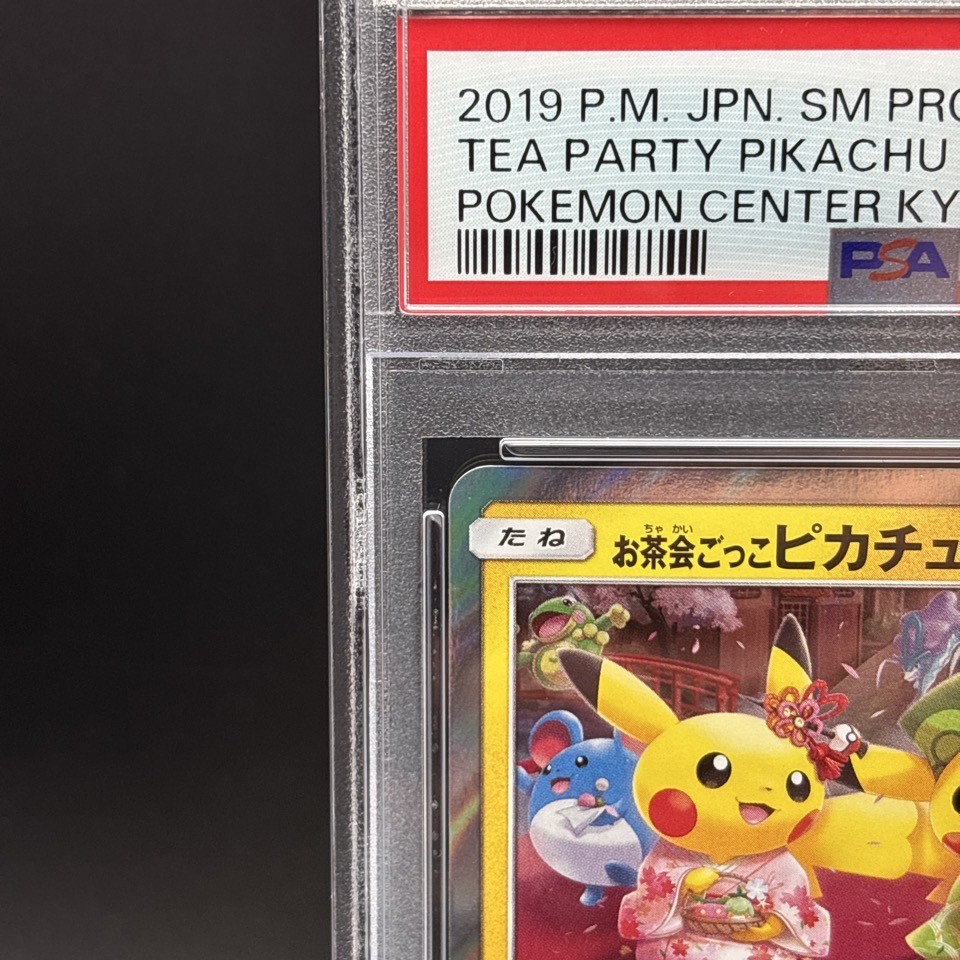 2019 P.M. JPN. SM PRO
TEA PARTY PIKACHU
POKEMON CENTER KY
PSA
たね
ちゃ かい
お茶会ごっこピカチュ